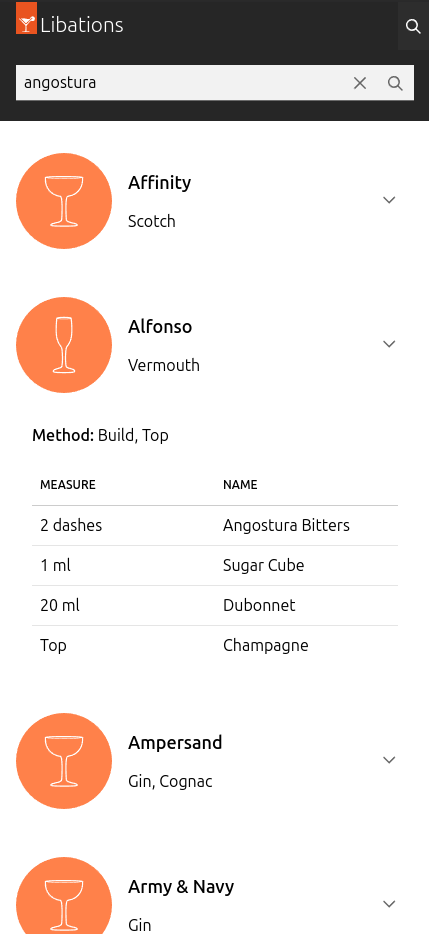 Libations
angostura
Affinity
Scotch
Alfonso
Vermouth
Method: Build, Top
MEASURE NAME
2 dashes Angostura Bitters
1 ml Sugar Cube
20 ml Dubonnet
Top Champagne
Ampersand
Gin, Cognac
Army & Navy
Gin